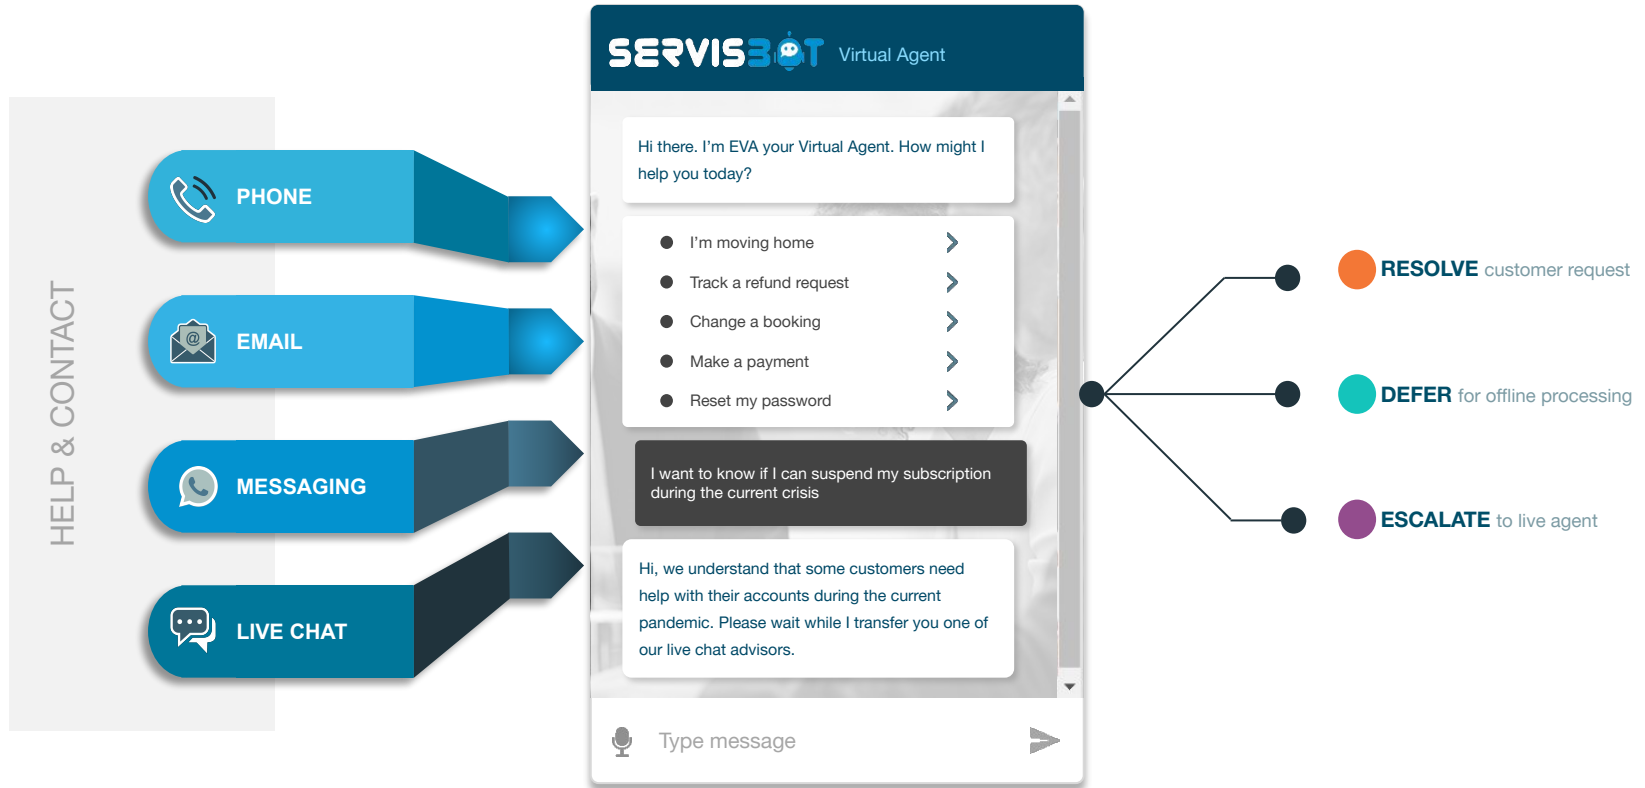 HELP & CONTACT
PHONE
EMAIL
@
MESSAGING
LIVE CHAT
SERVISBOT Virtual Agent
Hi there. I'm EVA your Virtual Agent. How might I
help you today?
I'm moving home
Track a refund request
Change a booking
Make a payment
Reset my password
I want to know if I can suspend my subscription
during the current crisis
Hi, we understand that some customers need
help with their accounts during the current
pandemic. Please wait while I transfer you one of
our live chat advisors.
Type message
RESOLVE customer request
DEFER for offline processing
ESCALATE to live agent